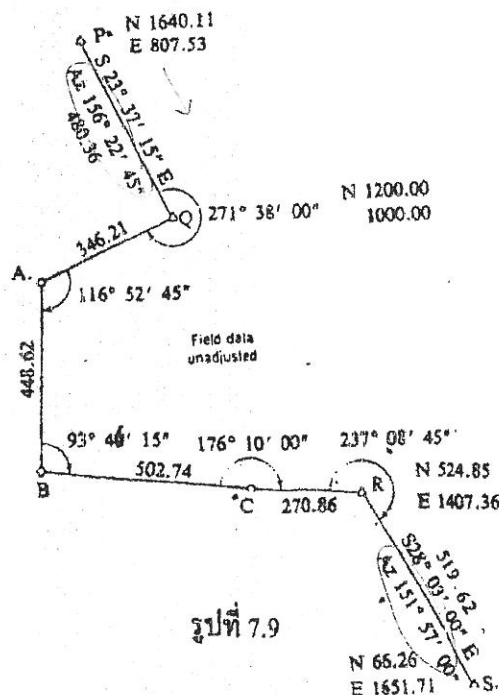 P N 1640.11
E 807.53
S 23° 37' 15" E
Az 156° 22' 45"
480.36
Q 271° 38' 00"
N 1200.00
1000.00
346.21
A.
116° 52' 45"
Field data
unadjusted
448.62
15"
176° 10' 00"
237° 08' 45"
502.74
B
C
270.86
R
N 524.85
E 1407.36
519.62
S28° 03' 00" E
Az 151° 57' 00"
รูปที่ 7.9
N 66.26
E 1651.71
S.